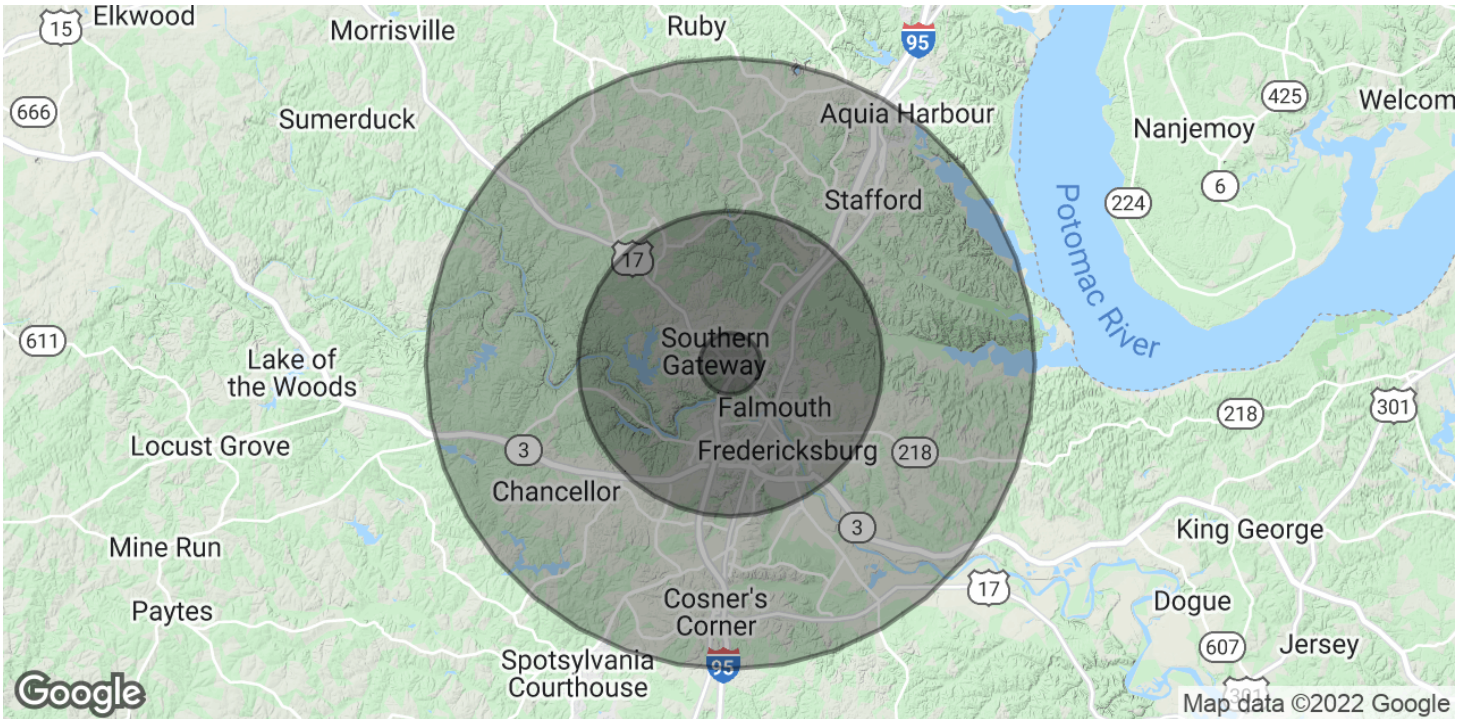 Elkwood
15
Morrisville
Ruby
95
666
Sumerduck
Aquia Harbour
425
Welcom
Nanjemoy
6
Stafford
224
Potomac River
17
611
Southern
Gateway
Lake of
the Woods
Falmouth
218
301
Locust Grove
3
Fredericksburg
218
Chancellor
3
King George
Mine Run
17
Cosner's
Corner
Dogue
Paytes
607
Jersey
Spotsylvania
Courthouse
95
301
Google
Map data ©2022 Google